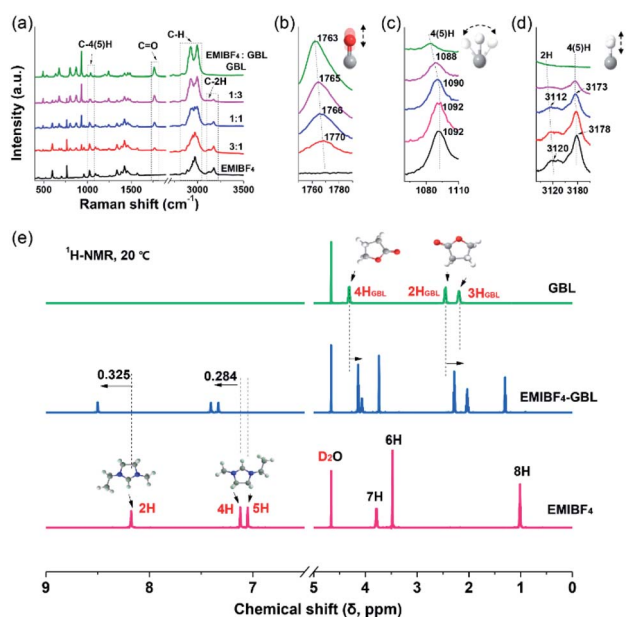 (a)
C-4(5)H
C=O
C-H
EMIBF₄ : GBL
GBL
C-2H
1:3
1:1
3:1
EMIBF₄
Intensity (a.u.)
500 1000 1500 2000 3000 3500
Raman shift (cm⁻¹)
(b)
1763
1765
1766
1770
1760 1780
(c)
4(5)H
1088
1090
1092
1092
1080 1110
(d)
2H
4(5)H
3173
3112
3178
3120
3120 3180
(e)
¹H-NMR, 20 ℃
4H_GBL
2H_GBL
3H_GBL
GBL
0.325
0.284
EMIBF₄-GBL
2H
4H
5H
D₂O
7H
6H
8H
EMIBF₄
9 8 7 5 4 3 2 1 0
Chemical shift (δ, ppm)